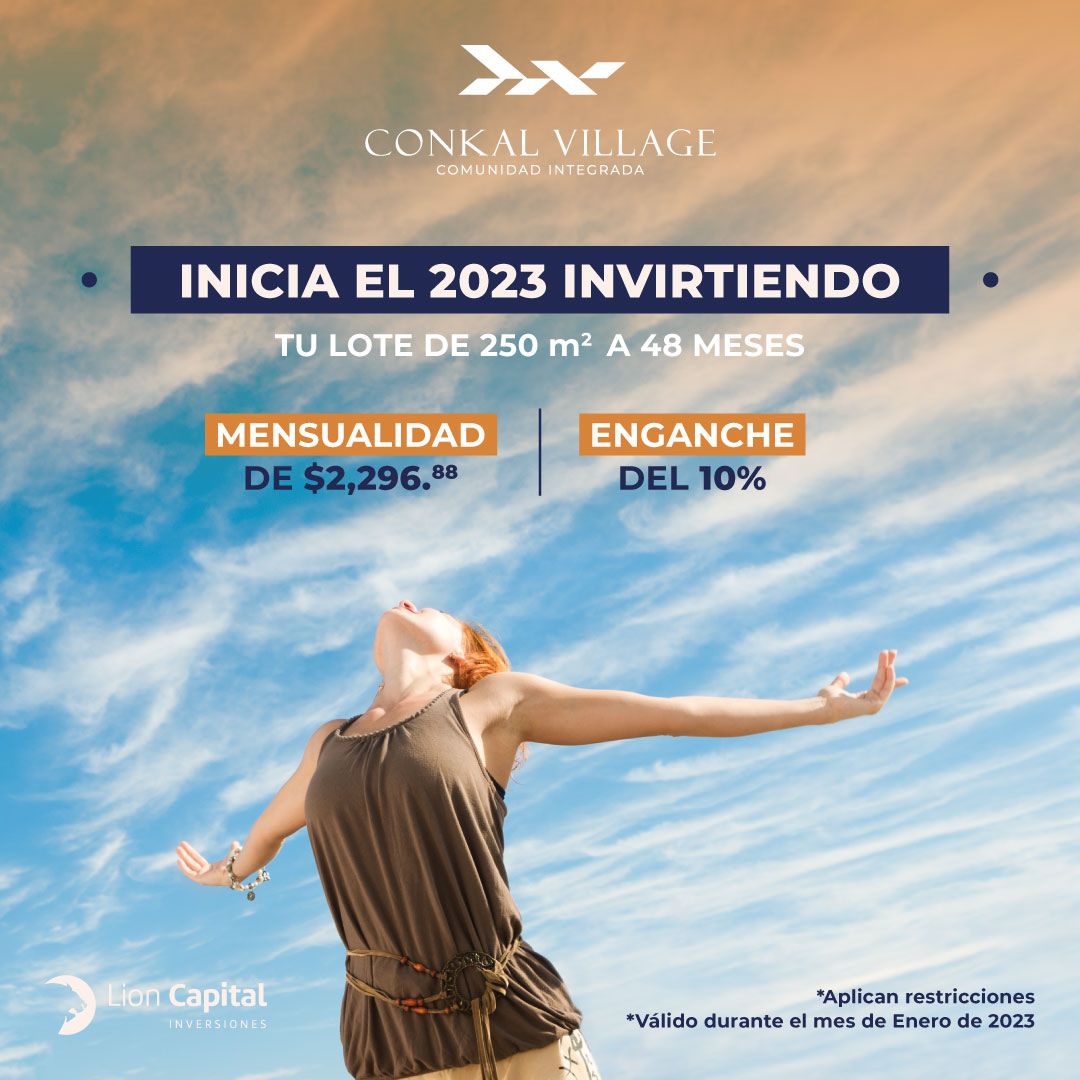 CONKAL VILLAGE
COMUNIDAD INTEGRADA
INICIA EL 2023 INVIRTIENDO
TU LOTE DE 250 m² A 48 MESES
MENSUALIDAD
DE $2,296.⁸⁸
ENGANCHE
DEL 10%
Lion Capital
INVERSIONES
*Aplican restricciones
*Válido durante el mes de Enero de 2023